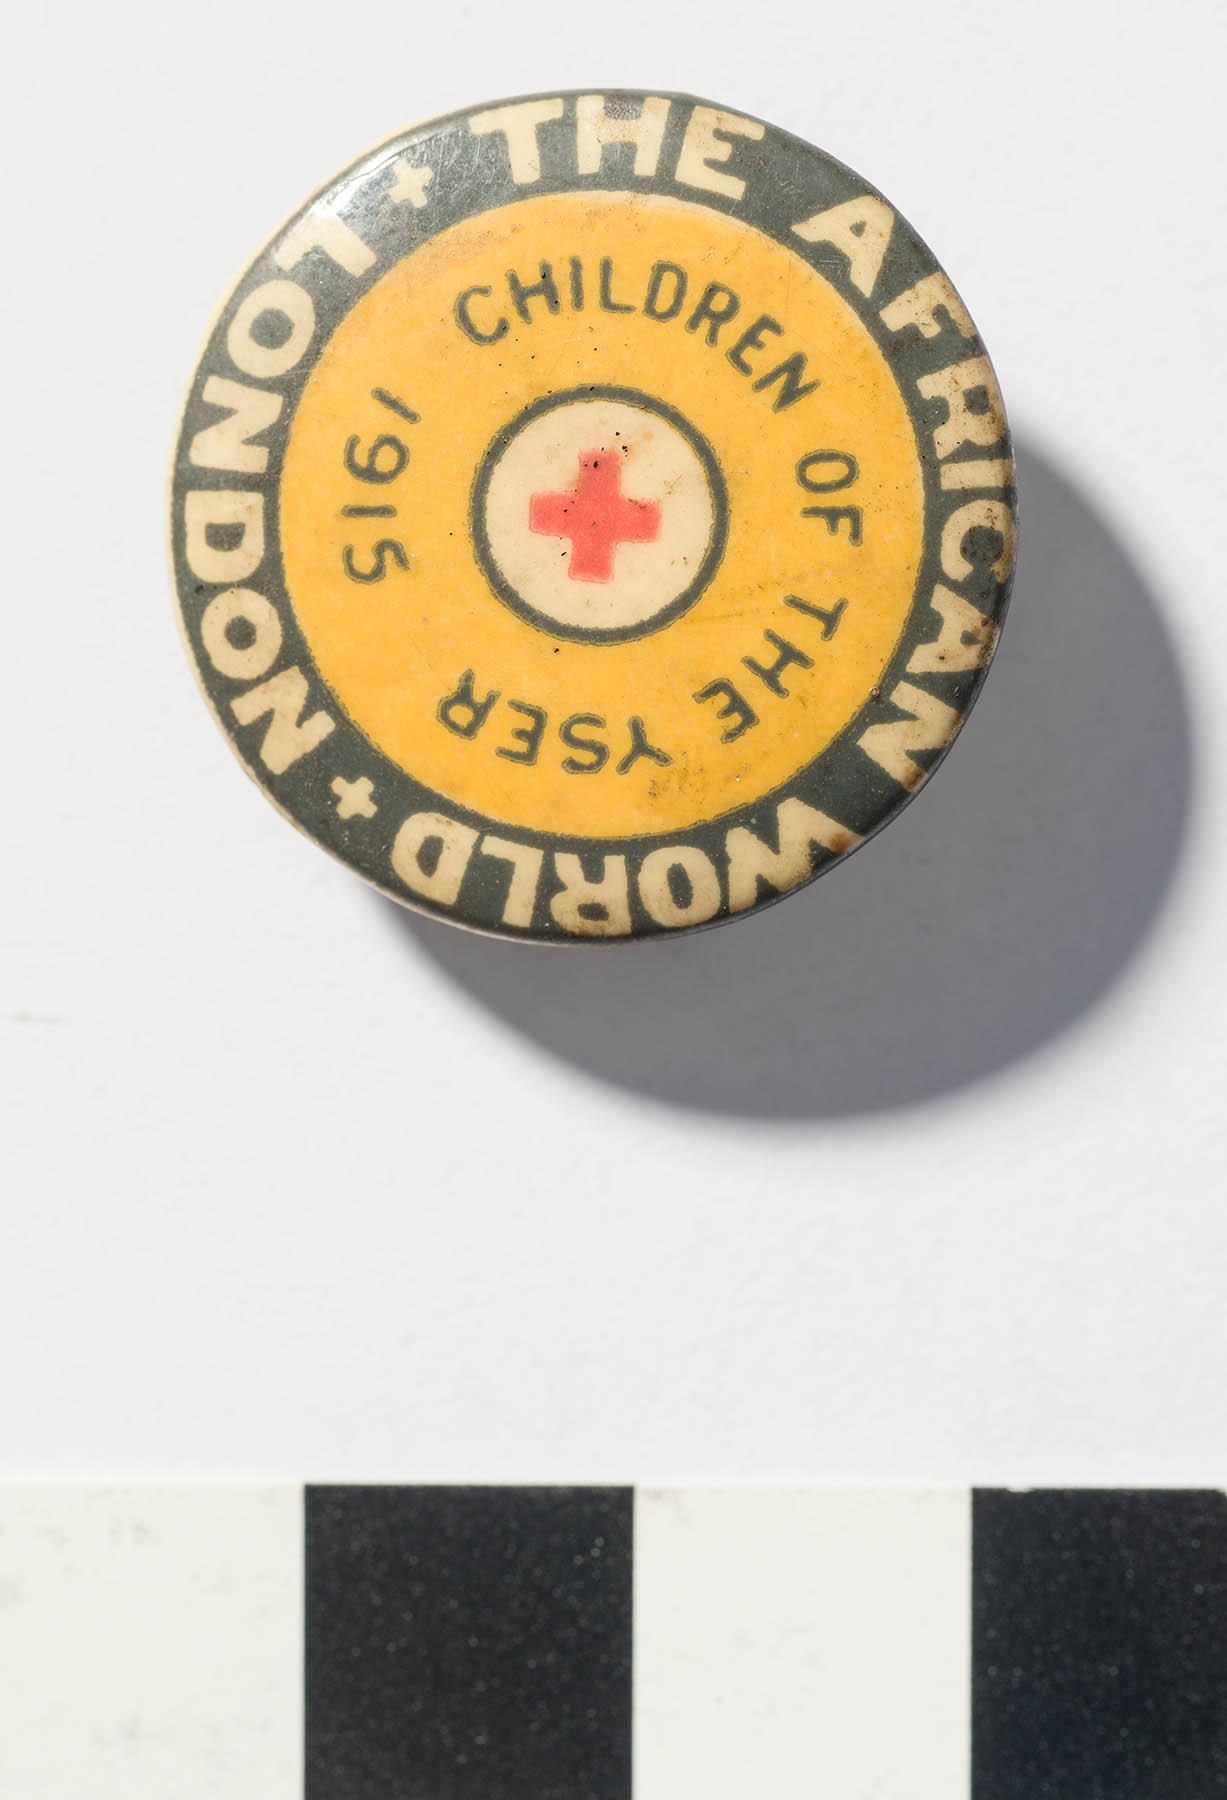 THE AFRICAN WORLD + LONDON +
CHILDREN OF THE YSER
1915